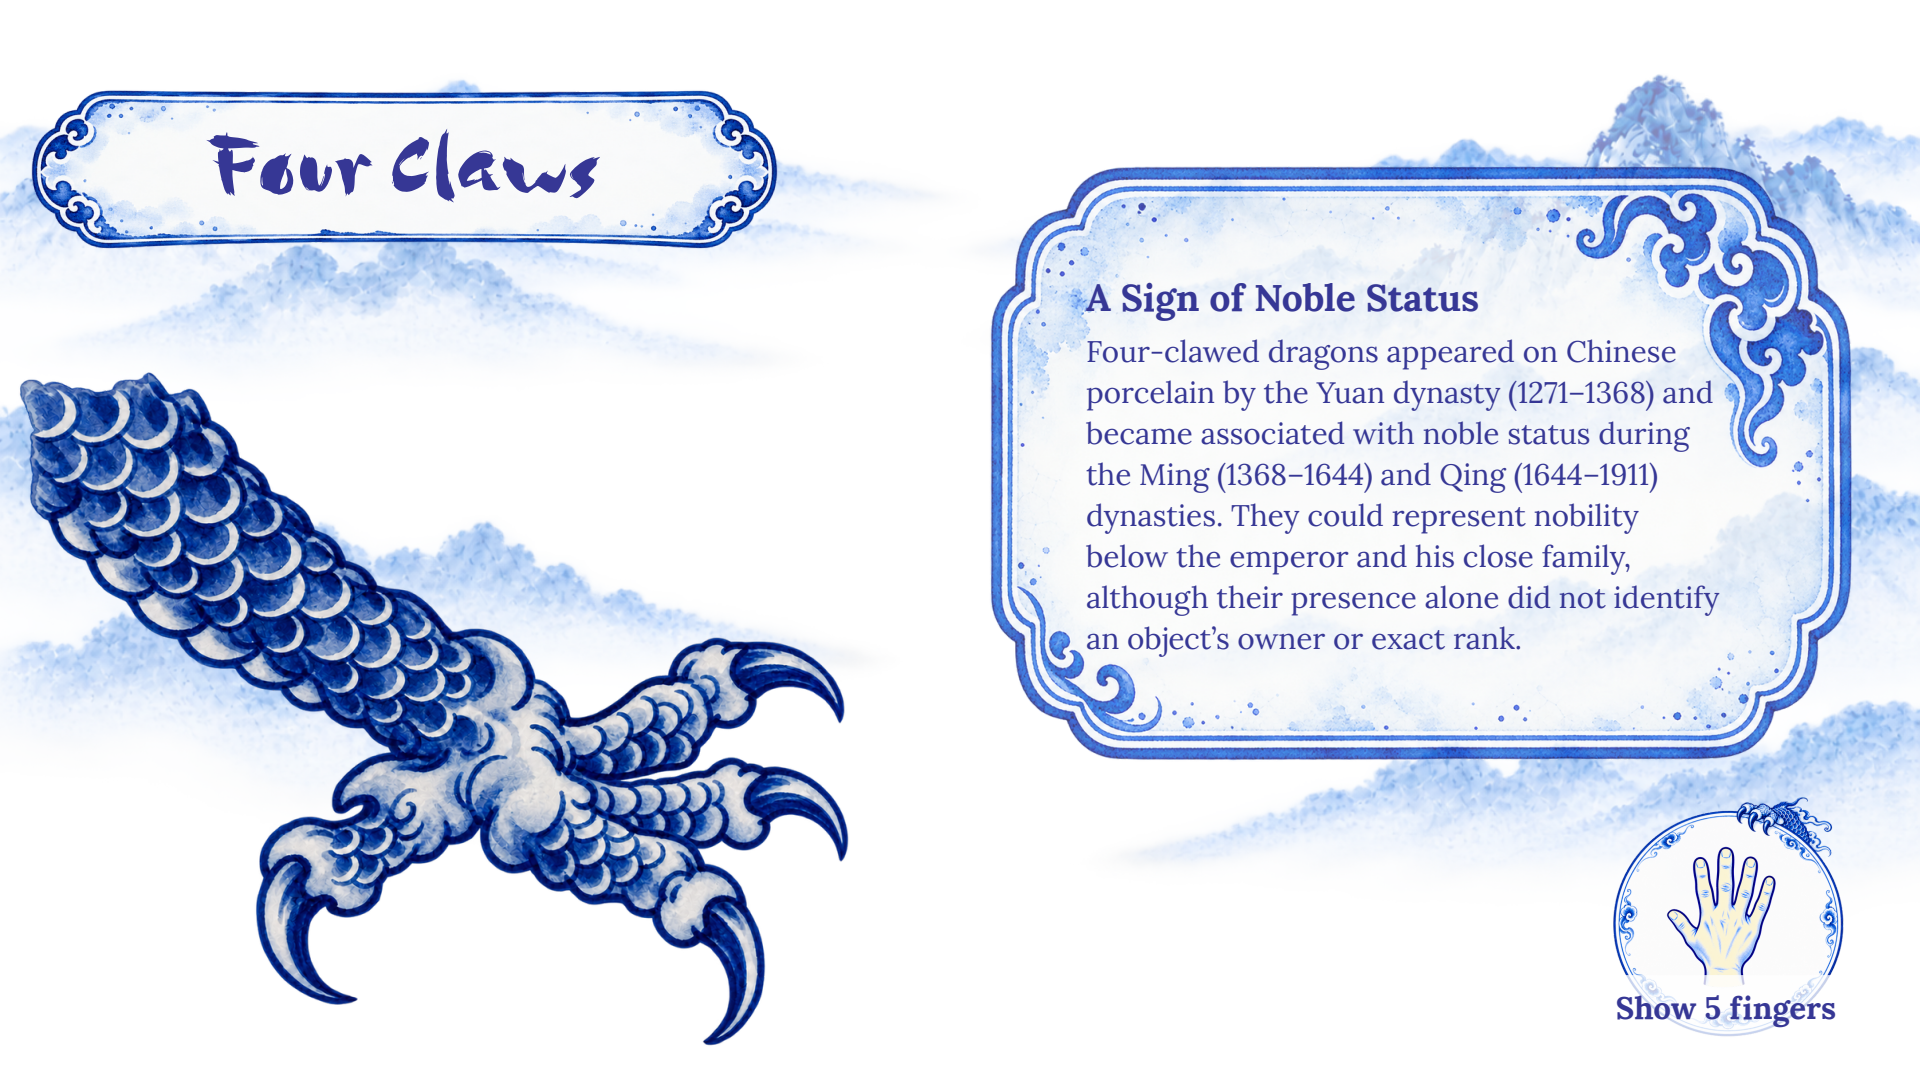 Four Claws
A Sign of Noble Status
Four-clawed dragons appeared on Chinese
porcelain by the Yuan dynasty (1271–1368) and
became associated with noble status during
the Ming (1368–1644) and Qing (1644–1911)
dynasties. They could represent nobility
below the emperor and his close family,
although their presence alone did not identify
an object’s owner or exact rank.
Show 5 fingers